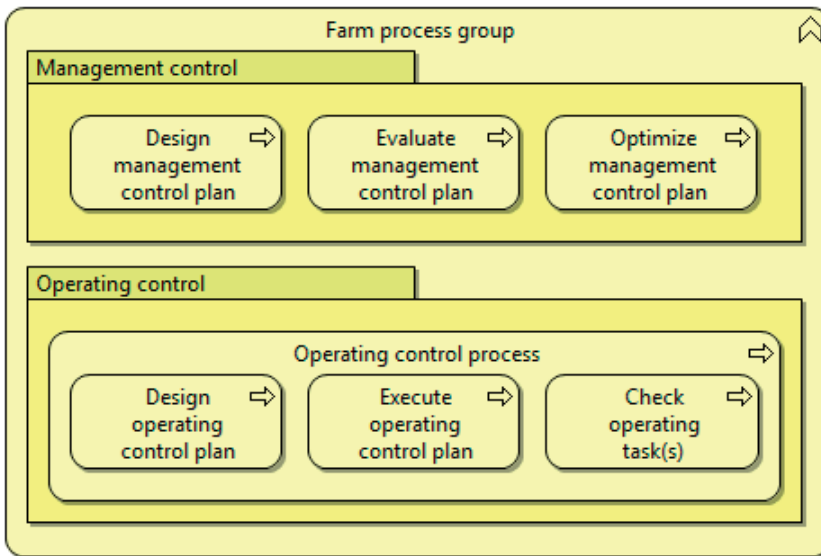 Farm process group
Management control
Design
management
control plan
Evaluate
management
control plan
Optimize
management
control plan
Operating control
Operating control process
Design
operating
control plan
Execute
operating
control plan
Check
operating
task(s)